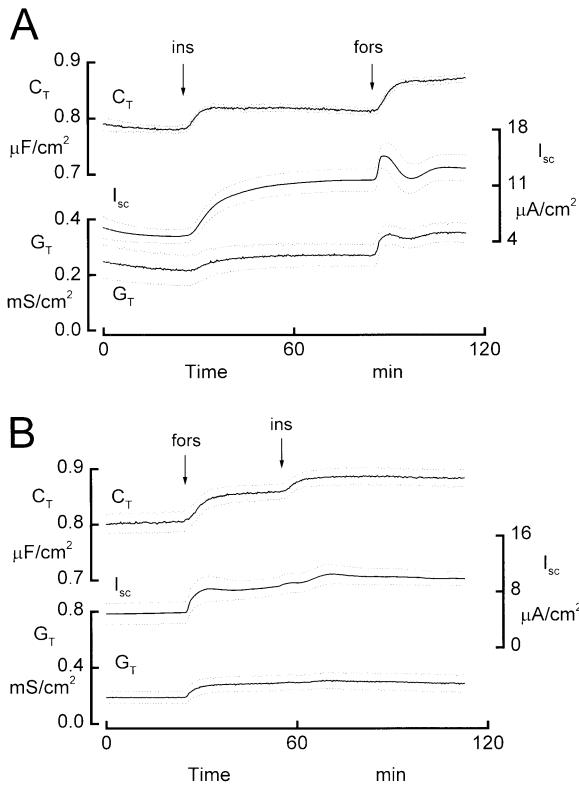 A
ins
fors
0.9
C_T
C_T
0.8
μF/cm²
0.7
18
I_sc
I_sc
11
μA/cm²
4
0.4
G_T
0.2
G_T
mS/cm²
0.0
0
60
120
Time
min
B
fors
ins
0.9
C_T
C_T
0.8
μF/cm²
0.7
16
I_sc
I_sc
8
μA/cm²
0
0.8
G_T
0.4
G_T
mS/cm²
0.0
0
60
120
Time
min